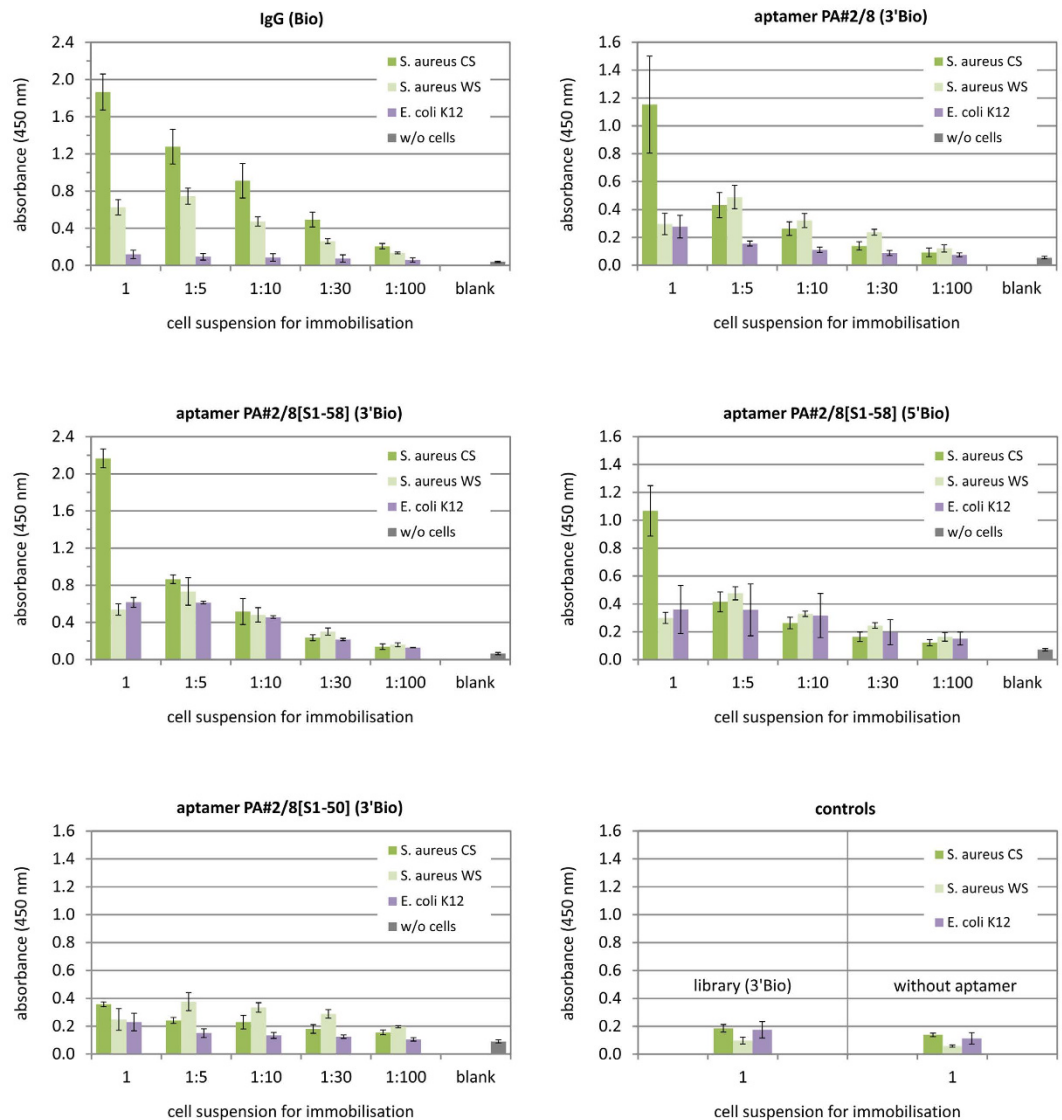 IgG (Bio)
absorbance (450 nm)
2.4
2.0
1.6
1.2
0.8
0.4
0.0
S. aureus CS
S. aureus WS
E. coli K12
w/o cells
1 1:5 1:10 1:30 1:100 blank
cell suspension for immobilisation
aptamer PA#2/8 (3'Bio)
absorbance (450 nm)
1.6
1.4
1.2
1.0
0.8
0.6
0.4
0.2
0.0
S. aureus CS
S. aureus WS
E. coli K12
w/o cells
1 1:5 1:10 1:30 1:100 blank
cell suspension for immobilisation
aptamer PA#2/8[S1-58] (3'Bio)
absorbance (450 nm)
2.4
2.0
1.6
1.2
0.8
0.4
0.0
S. aureus CS
S. aureus WS
E. coli K12
w/o cells
1 1:5 1:10 1:30 1:100 blank
cell suspension for immobilisation
aptamer PA#2/8[S1-58] (5'Bio)
absorbance (450 nm)
1.6
1.4
1.2
1.0
0.8
0.6
0.4
0.2
0.0
S. aureus CS
S. aureus WS
E. coli K12
w/o cells
1 1:5 1:10 1:30 1:100 blank
cell suspension for immobilisation
aptamer PA#2/8[S1-50] (3'Bio)
absorbance (450 nm)
1.6
1.4
1.2
1.0
0.8
0.6
0.4
0.2
0.0
S. aureus CS
S. aureus WS
E. coli K12
w/o cells
1 1:5 1:10 1:30 1:100 blank
cell suspension for immobilisation
controls
absorbance (450 nm)
1.6
1.4
1.2
1.0
0.8
0.6
0.4
0.2
0.0
S. aureus CS
S. aureus WS
E. coli K12
library (3'Bio) without aptamer
1 1
cell suspension for immobilisation